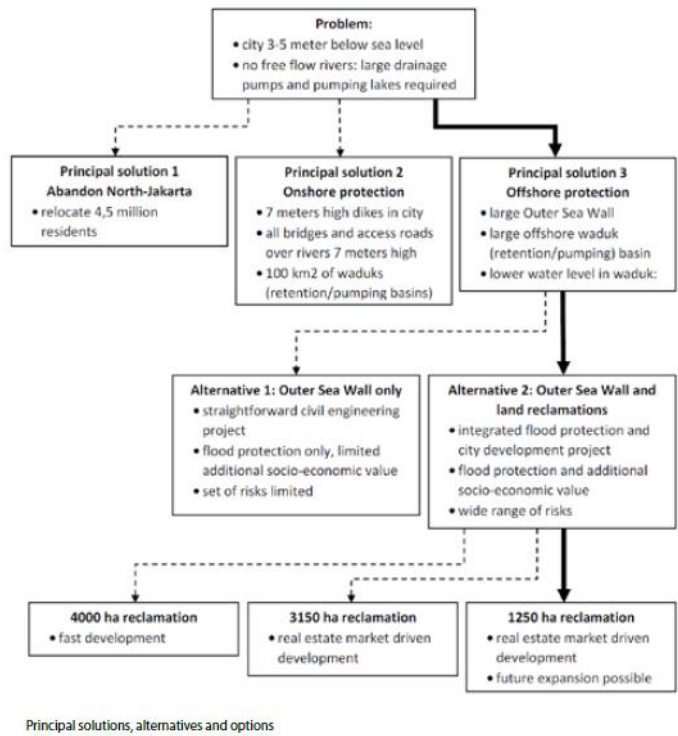 Problem:
• city 3-5 meter below sea level
• no free flow rivers: large drainage
pumps and pumping lakes required
Principal solution 1
Abandon North-Jakarta
• relocate 4,5 million
residents
Principal solution 2
Onshore protection
• 7 meters high dikes in city
• all bridges and access roads
over rivers 7 meters high
• 100 km2 of waduks
(retention/pumping basins)
Principal solution 3
Offshore protection
• large Outer Sea Wall
• large offshore waduk
(retention/pumping) basin
• lower water level in waduk:
Alternative 1: Outer Sea Wall only
• straightforward civil engineering
project
• flood protection only, limited
additional socio-economic value
• set of risks limited
Alternative 2: Outer Sea Wall and
land reclamations
• integrated flood protection and
city development project
• flood protection and additional
socio-economic value
• wide range of risks
4000 ha reclamation
• fast development
3150 ha reclamation
• real estate market driven
development
1250 ha reclamation
• real estate market driven
development
• future expansion possible
Principal solutions, alternatives and options